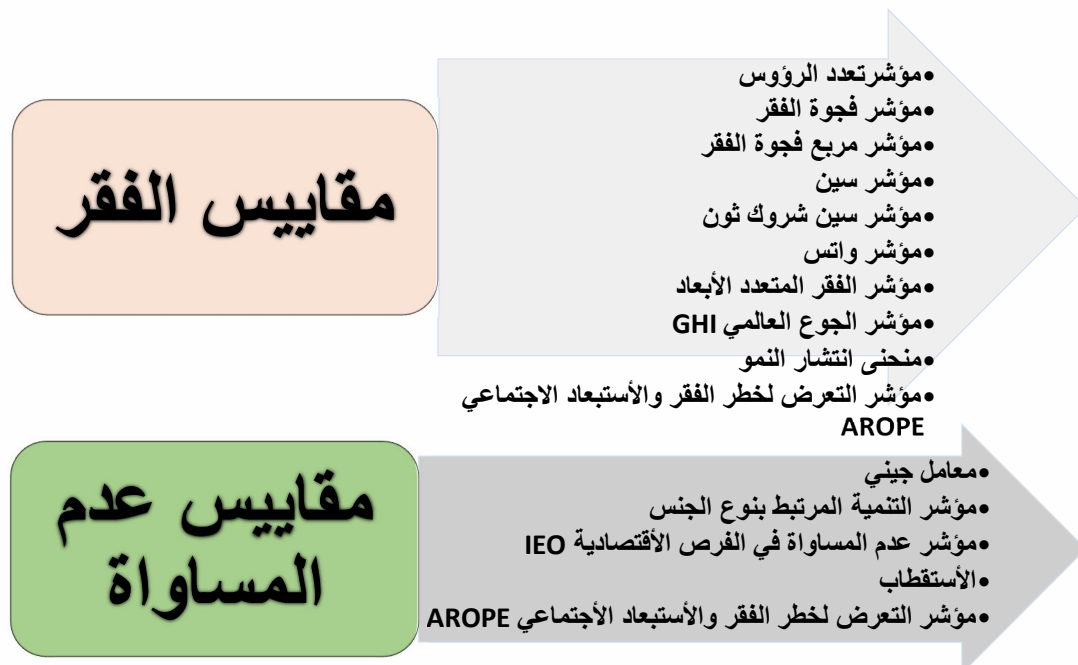 مقاييس الفقر
•مؤشرتعدد الرؤوس
•مؤشر فجوة الفقر
•مؤشر مربع فجوة الفقر
•مؤشر سين
•مؤشر سين شروك ثون
•مؤشر واتس
•مؤشر الفقر المتعدد الأبعاد
•مؤشر الجوع العالمي GHI
•منحنى انتشار النمو
•مؤشر التعرض لخطر الفقر والأستبعاد الاجتماعي
AROPE
مقاييس عدم
المساواة
•معامل جيني
•مؤشر التنمية المرتبط بنوع الجنس
•مؤشر عدم المساواة في الفرص الأقتصادية IEO
•الأستقطاب
•مؤشر التعرض لخطر الفقر والأستبعاد الأجتماعي AROPE